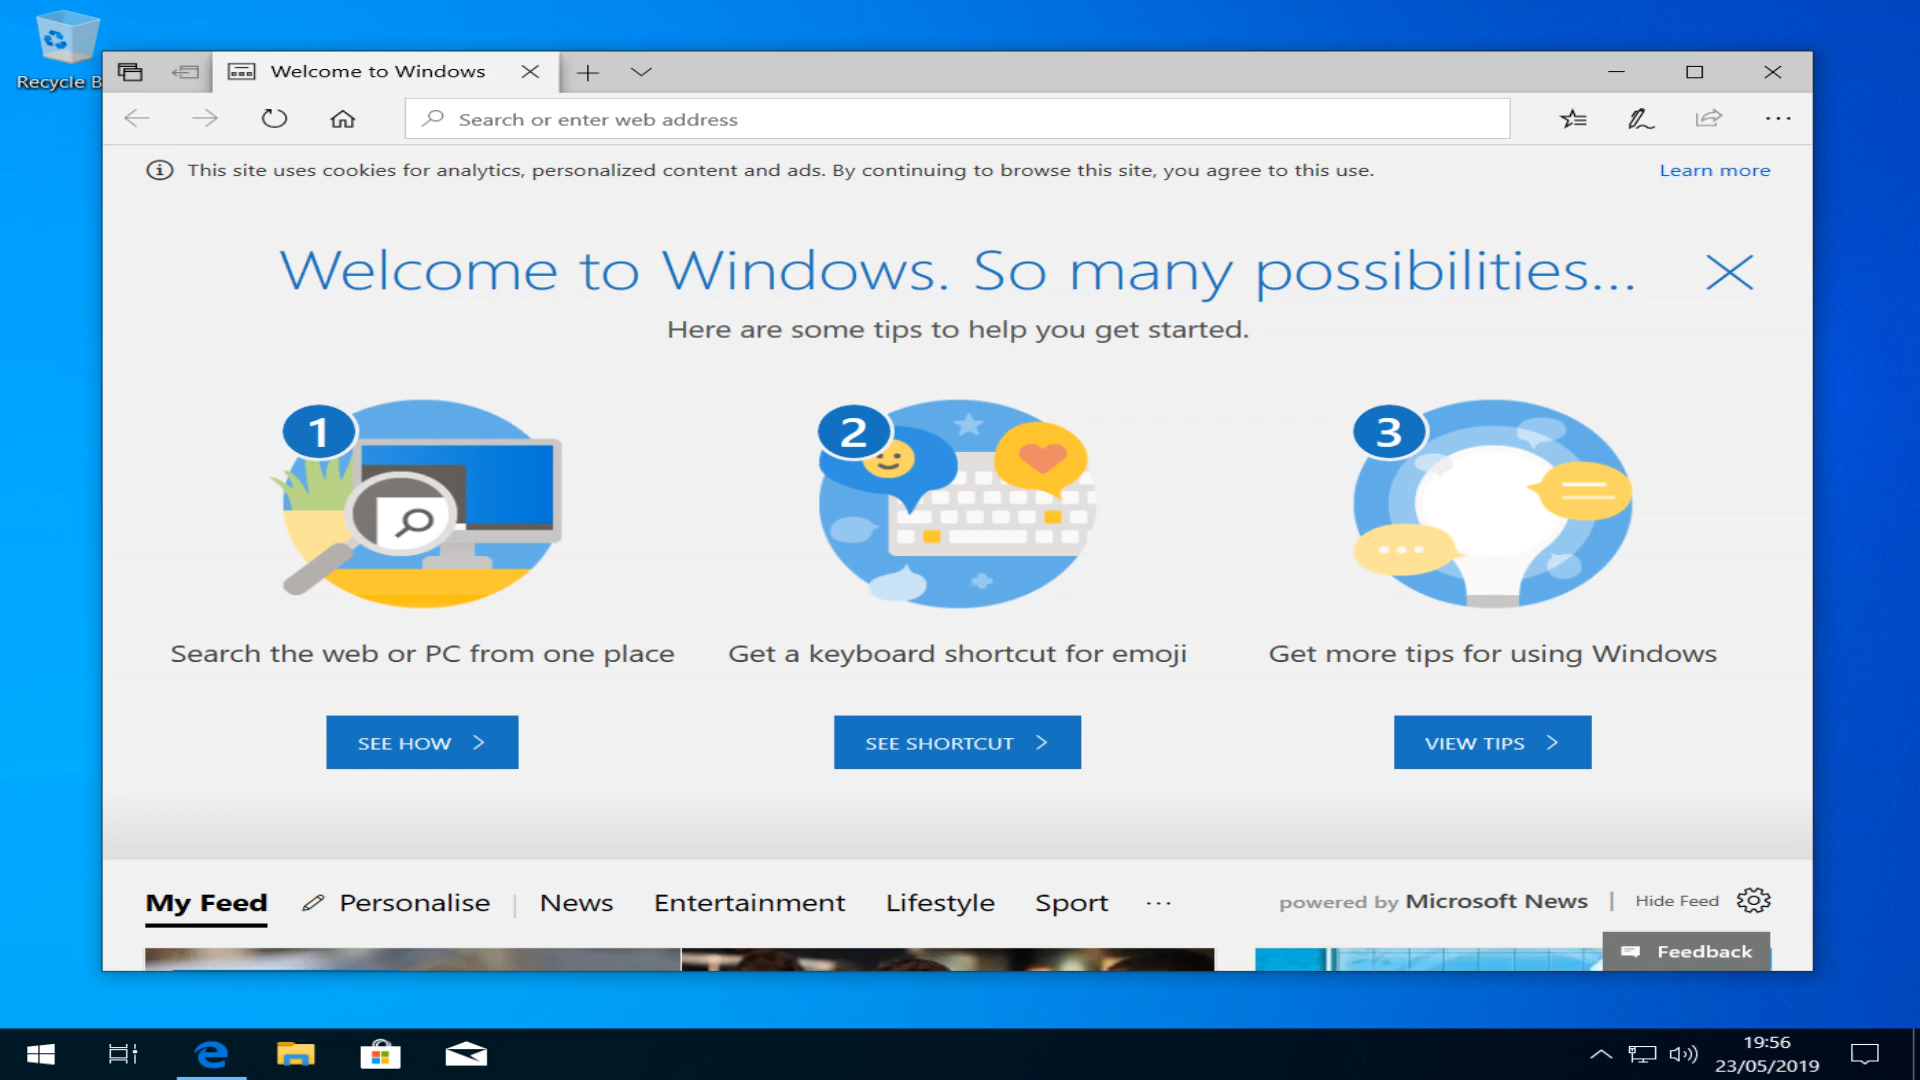 Recycle B
Welcome to Windows
Search or enter web address
This site uses cookies for analytics, personalized content and ads. By continuing to browse this site, you agree to this use.
Learn more
Welcome to Windows. So many possibilities...
Here are some tips to help you get started.
1
2
3
Search the web or PC from one place
Get a keyboard shortcut for emoji
Get more tips for using Windows
SEE HOW
SEE SHORTCUT
VIEW TIPS
My Feed
Personalise
News
Entertainment
Lifestyle
Sport
powered by Microsoft News
Hide Feed
Feedback
19:56
23/05/2019